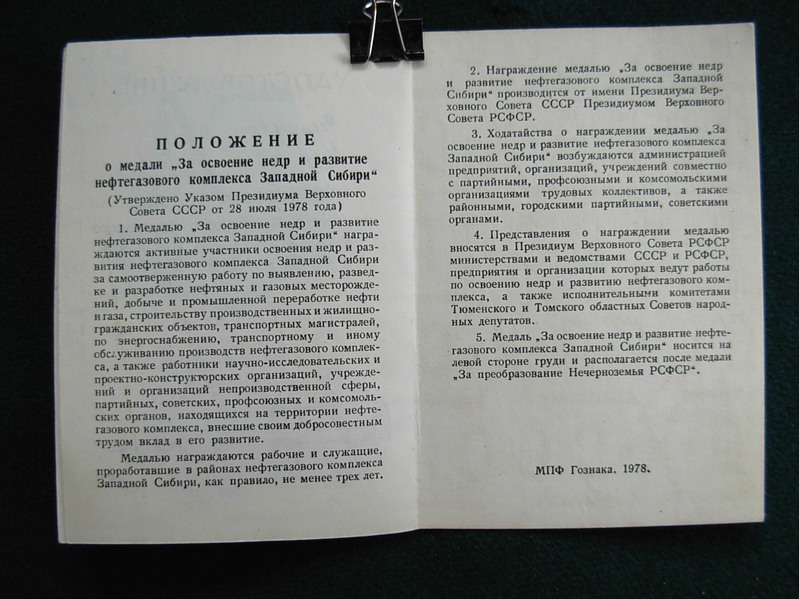 ПОЛОЖЕНИЕ
о медали „За освоение недр и развитие
нефтегазового комплекса Западной Сибири“
(Утверждено Указом Президиума Верховного
Совета СССР от 28 июля 1978 года)
1. Медалью „За освоение недр и развитие
нефтегазового комплекса Западной Сибири“ награ-
ждаются активные участники освоения недр и раз-
вития нефтегазового комплекса Западной Сибири
за самоотверженную работу по выявлению, развед-
ке и разработке нефтяных и газовых месторожде-
ний, добыче и промышленной переработке нефти
и газа, строительству производственных и жилищно-
гражданских объектов, транспортных магистралей,
по энергоснабжению, транспортному и иному
обслуживанию производств нефтегазового комплек-
са, а также работники научно-исследовательских и
проектно-конструкторских организаций, учрежде-
ний и организаций непроизводственной сферы,
партийных, советских, профсоюзных и комсомоль-
ских органов, находящихся на территории нефте-
газового комплекса, внесшие своим добросовестным
трудом вклад в его развитие.
Медалью награждаются рабочие и служащие,
проработавшие в районах нефтегазового комплекса
Западной Сибири, как правило, не менее трех лет.
2. Награждение медалью „За освоение недр
и развитие нефтегазового комплекса Западной
Сибири“ производится от имени Президиума Вер-
ховного Совета СССР Президиумом Верховного
Совета РСФСР.
3. Ходатайства о награждении медалью „За
освоение недр и развитие нефтегазового комплекса
Западной Сибири“ возбуждаются администрацией
предприятий, организаций, учреждений совместно
с партийными, профсоюзными и комсомольскими
организациями трудовых коллективов, а также
районными, городскими партийными, советскими
органами.
4. Представления о награждении медалью
вносятся в Президиум Верховного Совета РСФСР
министерствами и ведомствами СССР и РСФСР,
предприятия и организации которых ведут работы
по освоению недр и развитию нефтегазового ком-
плекса, а также исполнительными комитетами
Тюменского и Томского областных Советов народ-
ных депутатов.
5. Медаль „За освоение недр и развитие нефте-
газового комплекса Западной Сибири“ носится на
левой стороне груди и располагается после медали
„За преобразование Нечерноземья РСФСР“.
МПФ Гознака. 1978.